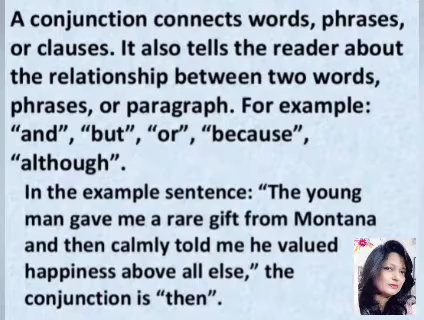 A conjunction connects words, phrases,
or clauses. It also tells the reader about
the relationship between two words,
phrases, or paragraph. For example:
“and”, “but”, “or”, “because”,
“although”.
In the example sentence: “The young
man gave me a rare gift from Montana
and then calmly told me he valued
happiness above all else,” the
conjunction is “then”.